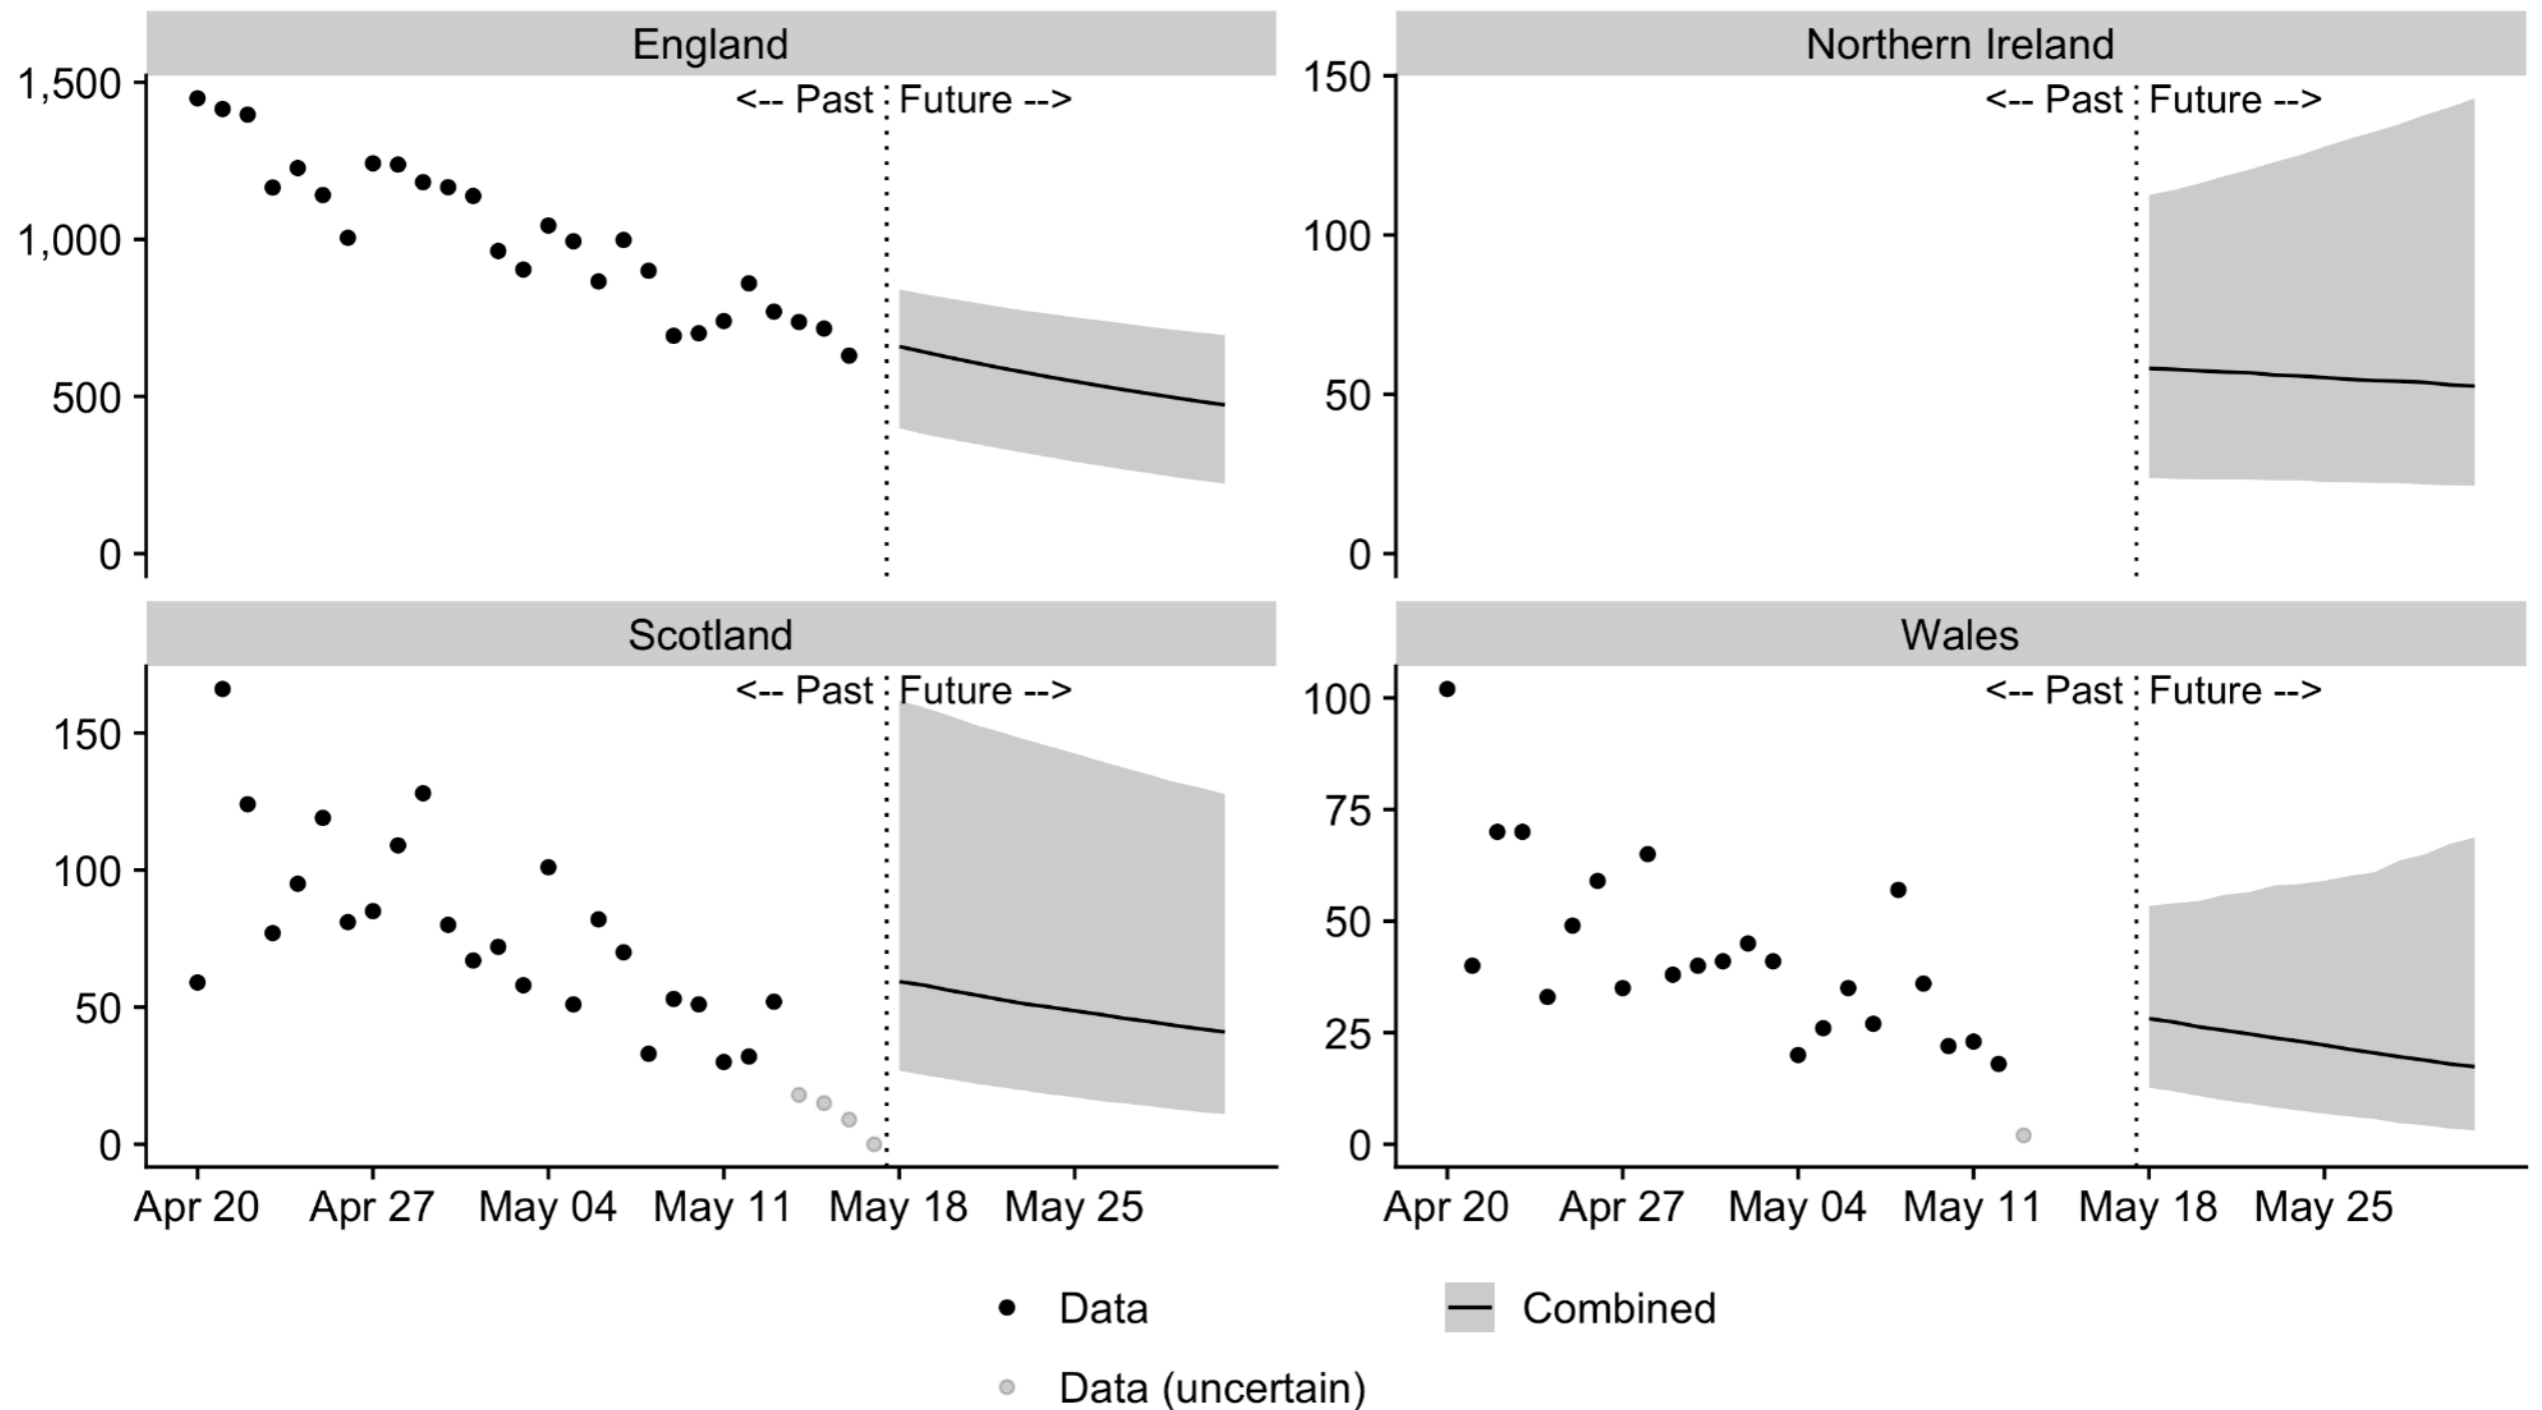 England
1,500
1,000
500
0
<-- Past Future -->
Northern Ireland
150
100
50
0
<-- Past Future -->
Scotland
150
100
50
0
<-- Past Future -->
Apr 20 Apr 27 May 04 May 11 May 18 May 25
Wales
100
75
50
25
0
<-- Past Future -->
Apr 20 Apr 27 May 04 May 11 May 18 May 25
Data
Combined
Data (uncertain)